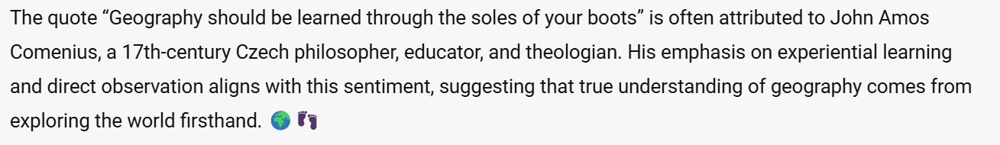 The quote “Geography should be learned through the soles of your boots” is often attributed to John Amos
Comenius, a 17th-century Czech philosopher, educator, and theologian. His emphasis on experiential learning
and direct observation aligns with this sentiment, suggesting that true understanding of geography comes from
exploring the world firsthand. 🌍 👣